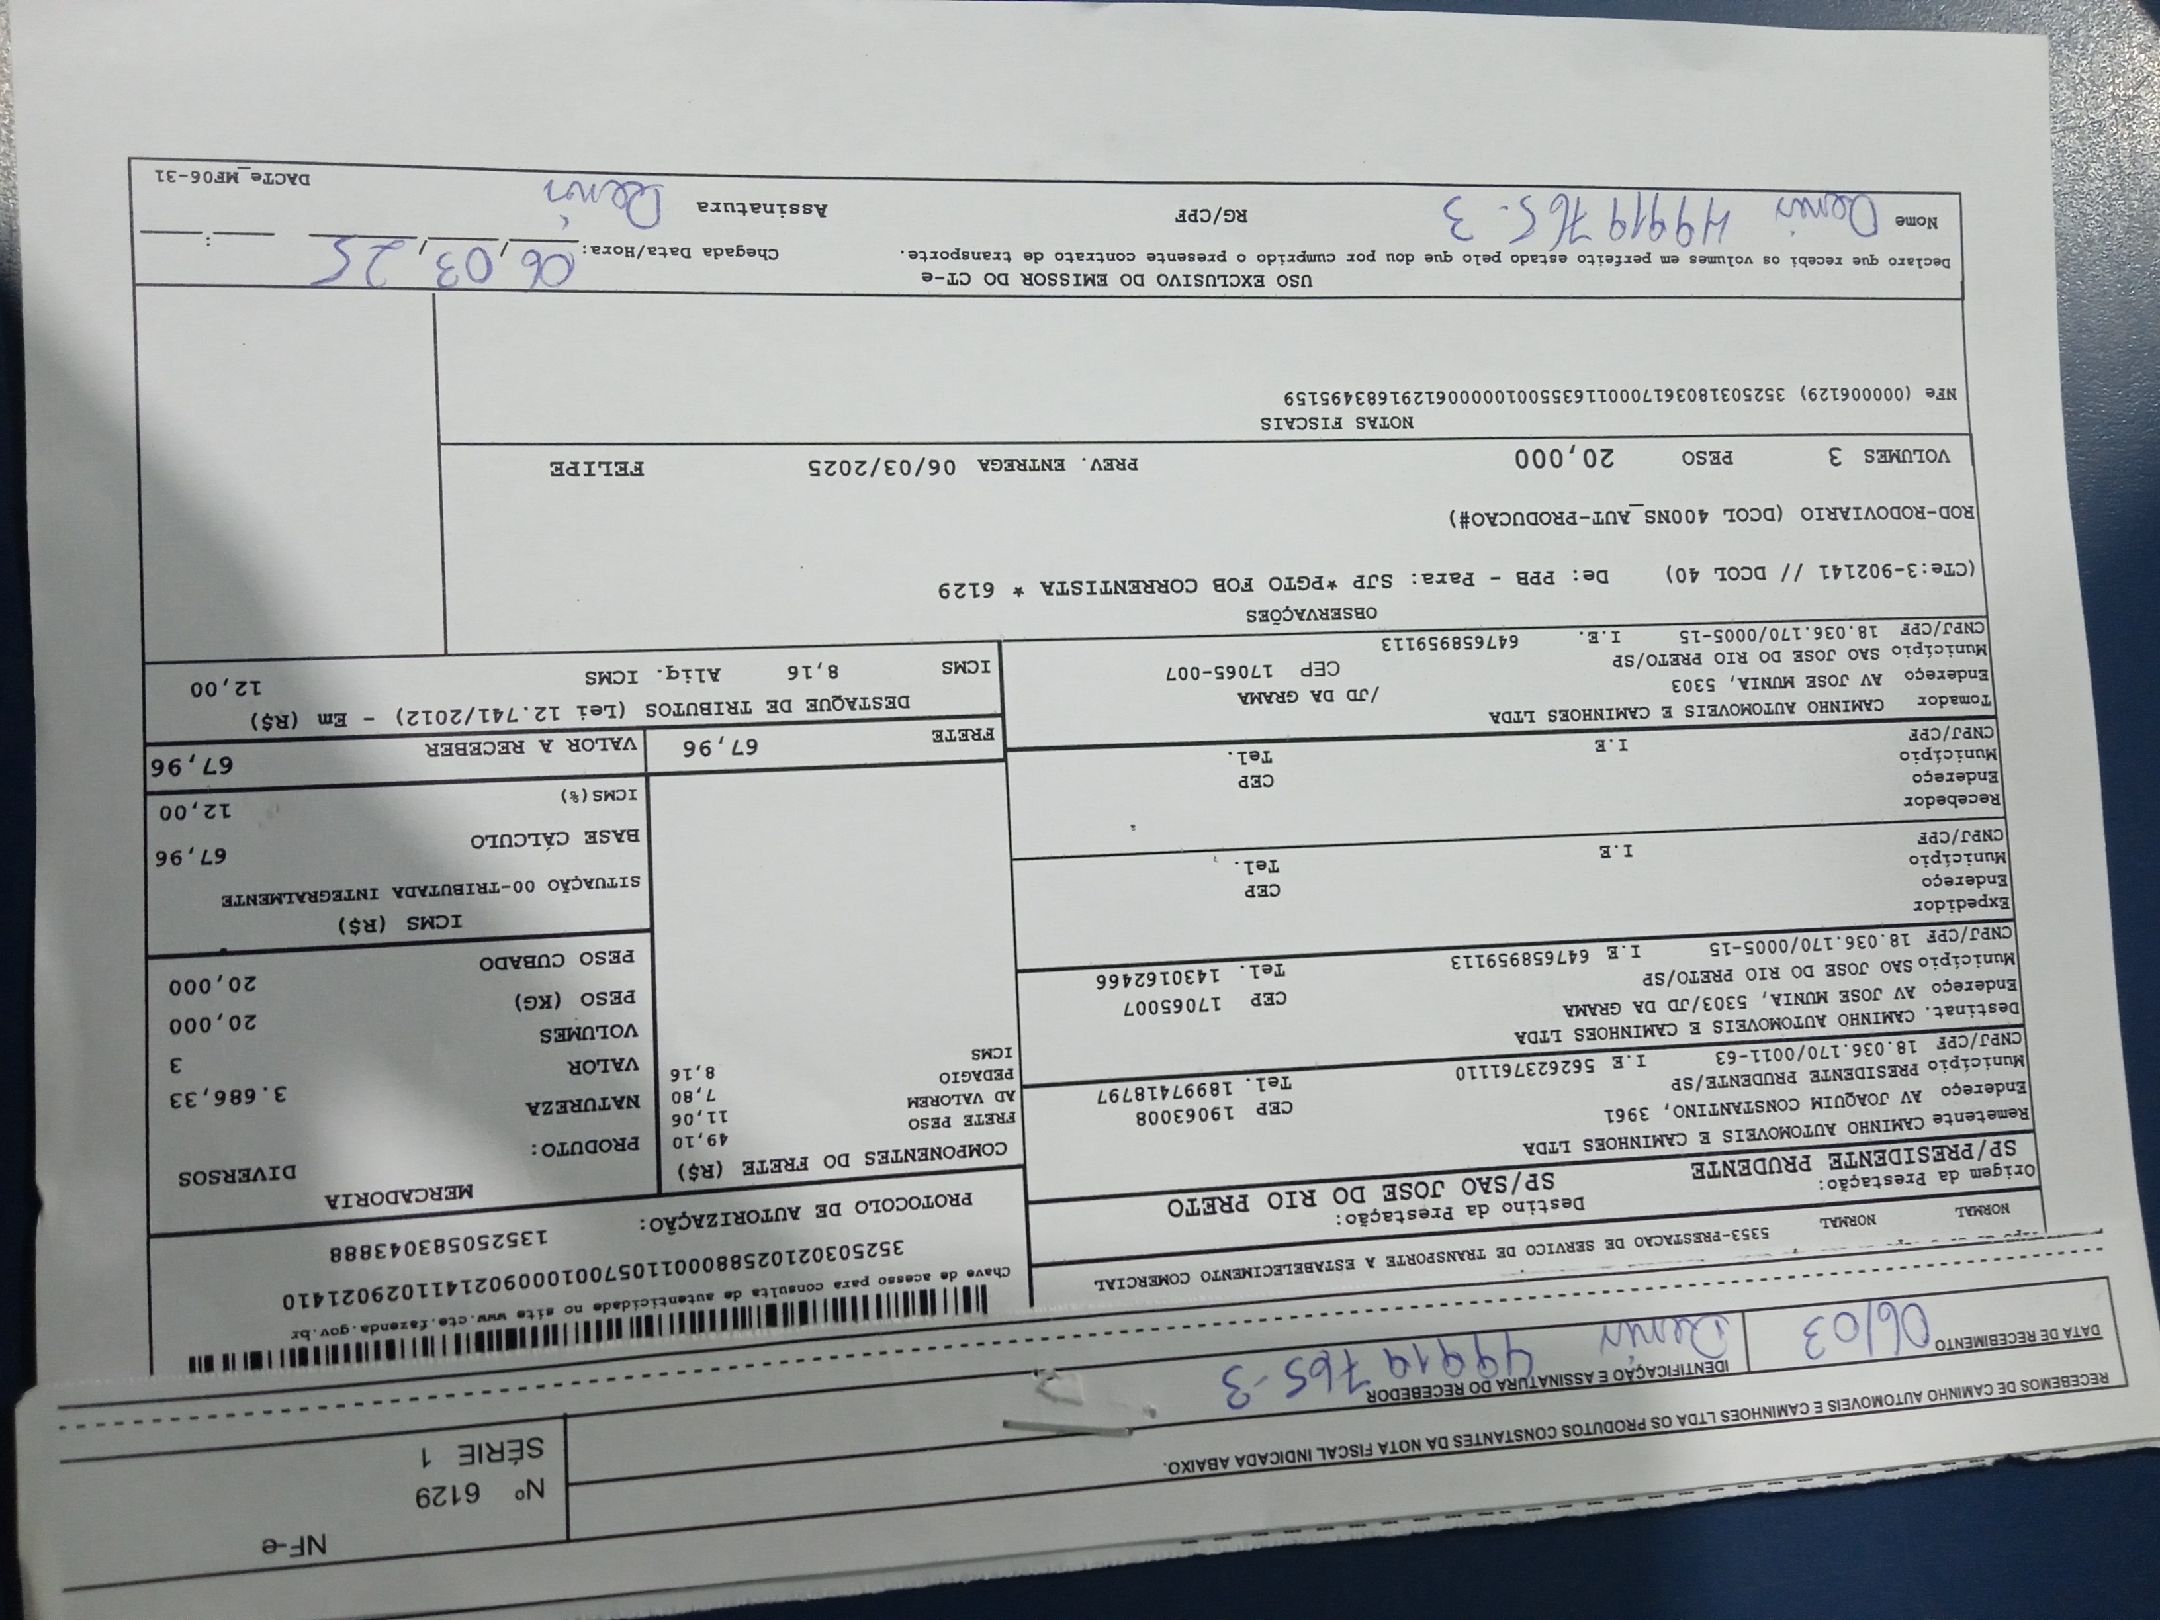 NF-e
Nº 6129
SÉRIE 1
RECEBEMOS DE CAMINHO AUTOMOVEIS E CAMINHOES LTDA OS PRODUTOS CONSTANTES DA NOTA FISCAL INDICADA ABAIXO.
DATA DE RECEBIMENTO 06/03
IDENTIFICAÇÃO E ASSINATURA DO RECEBEDOR
Denis 49919765-3
NORMAL NORMAL 5353-PRESTACAO DE SERVICO DE TRANSPORTE A ESTABELECIMENTO COMERCIAL
Origem da Prestação: Destino da Prestação:
SP/PRESIDENTE PRUDENTE SP/SAO JOSE DO RIO PRETO
Chave de acesso para consulta de autenticidade no site www.cte.fazenda.gov.br
35250302102588000110570010009021411029021410
PROTOCOLO DE AUTORIZAÇÃO: 135250583043888
Remetente CAMINHO AUTOMOVEIS E CAMINHOES LTDA
Endereço AV JOAQUIM CONSTANTINO, 3961 CEP 19063008
Município PRESIDENTE PRUDENTE/SP Tel. 18997418797
CNPJ/CPF 18.036.170/0011-63 I.E 562623761110
Destinat. CAMINHO AUTOMOVEIS E CAMINHOES LTDA
Endereço AV JOSE MUNIA, 5303/JD DA GRAMA CEP 17065007
Município SAO JOSE DO RIO PRETO/SP Tel. 1430162466
CNPJ/CPF 18.036.170/0005-15 I.E 647658959113
Expedidor
Endereço CEP
Município Tel.
CNPJ/CPF I.E
Recebedor
Endereço CEP
Município Tel.
CNPJ/CPF I.E
Tomador CAMINHO AUTOMOVEIS E CAMINHOES LTDA
Endereço AV JOSE MUNIA, 5303 /JD DA GRAMA
Município SAO JOSE DO RIO PRETO/SP CEP 17065-007
CNPJ/CPF 18.036.170/0005-15 I.E. 647658959113
COMPONENTES DO FRETE (R$)
FRETE PESO 49,10
AD VALOREM 11,06
PEDAGIO 7,80
ICMS 8,16
FRETE 67,96
MERCADORIA
PRODUTO: DIVERSOS
NATUREZA
VALOR 3.686,33
VOLUMES 3
PESO (KG) 20,000
PESO CUBADO 20,000
ICMS (R$)
SITUAÇÃO 00-TRIBUTADA INTEGRALMENTE
BASE CÁLCULO 67,96
ICMS(%) 12,00
VALOR A RECEBER 67,96
DESTAQUE DE TRIBUTOS (Lei 12.741/2012) - Em (R$)
ICMS 8,16 Aliq. ICMS 12,00
OBSERVAÇÕES
(CTe:3-902141 // DCOL 40) De: PPB - Para: SJP *PGTO FOB CORRENTISTA * 6129
ROD-RODOVIARIO (DCOL 400NS_AUT-PRODUCAO#)
VOLUMES 3 PESO 20,000 PREV. ENTREGA 06/03/2025 FELIPE
NOTAS FISCAIS
NFe (000006129) 35250318036170001163550010000061291683495159
USO EXCLUSIVO DO EMISSOR DO CT-e
Declaro que recebi os volumes em perfeito estado pelo que dou por cumprido o presente contrato de transporte.
Chegada Data/Hora: 06/03/25 :
Nome Denis 49919765-3 RG/CPF Assinatura Denis
DACTe_MF06-31